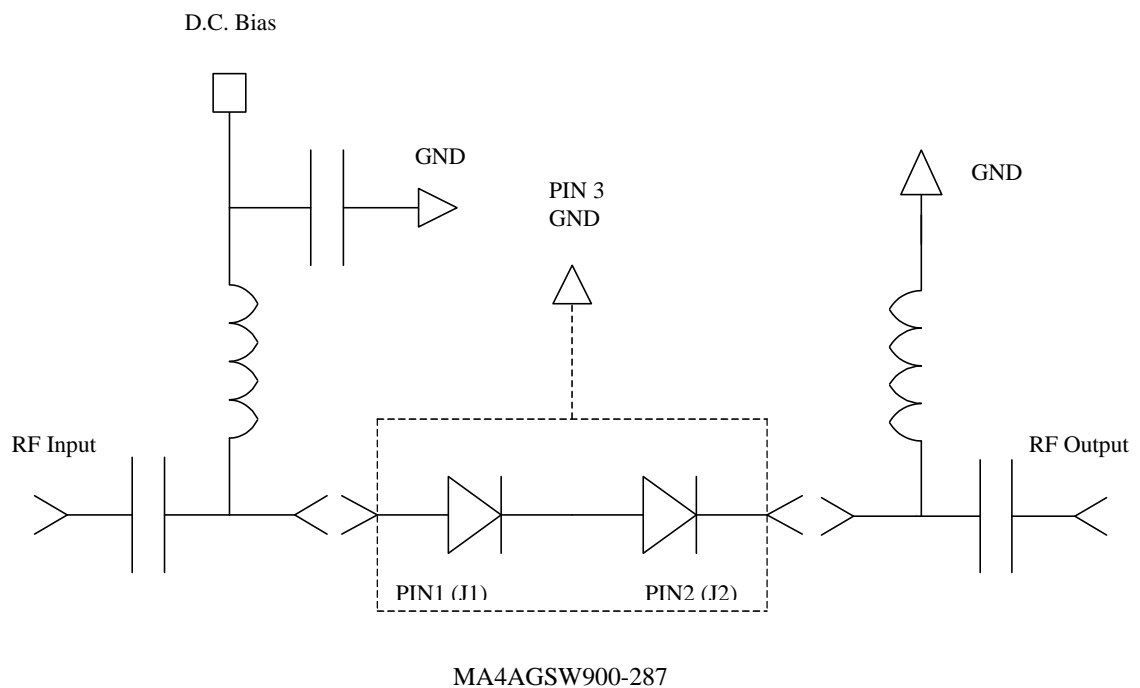 D.C. Bias
GND
PIN 3
GND
GND
RF Input
RF Output
PIN1 (J1)
PIN2 (J2)
MA4AGSW900-287